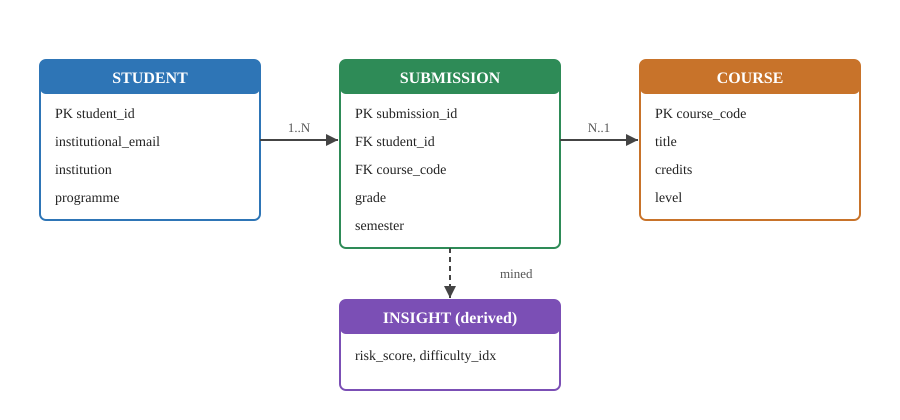 STUDENT
PK student_id
institutional_email
institution
programme
1..N
SUBMISSION
PK submission_id
FK student_id
FK course_code
grade
semester
N..1
COURSE
PK course_code
title
credits
level
mined
INSIGHT (derived)
risk_score, difficulty_idx